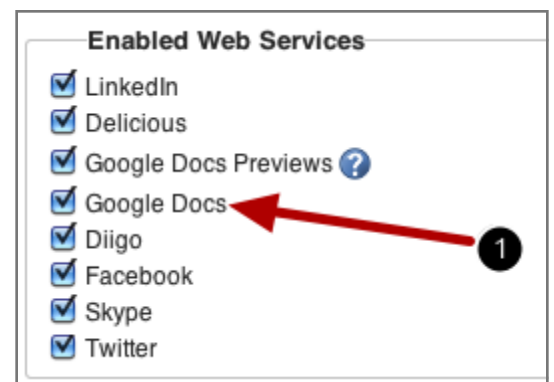 Enabled Web Services
LinkedIn
Delicious
Google Docs Previews ?
Google Docs
1
Diigo
Facebook
Skype
Twitter